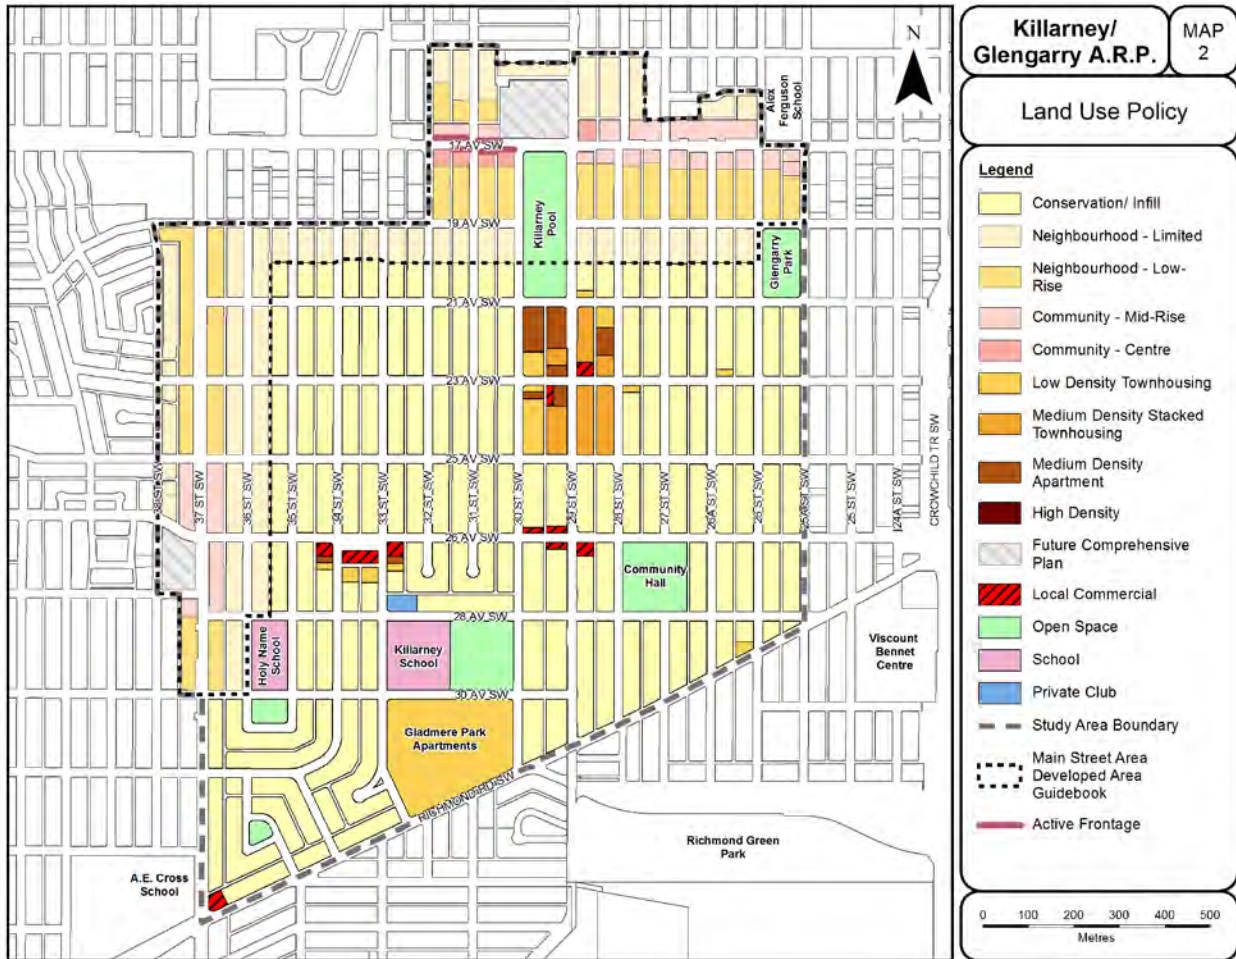 Killarney/
Glengarry A.R.P.
MAP
2
Land Use Policy
Legend
Conservation/ Infill
Neighbourhood - Limited
Neighbourhood - Low-
Rise
Community - Mid-Rise
Community - Centre
Low Density Townhousing
Medium Density Stacked
Townhousing
Medium Density
Apartment
High Density
Future Comprehensive
Plan
Local Commercial
Open Space
School
Private Club
Study Area Boundary
Main Street Area
Developed Area
Guidebook
Active Frontage
0 100 200 300 400 500
Metres
N
Alex
Ferguson
School
17 AV SW
19 AV SW
Killarney
Pool
Glengarry
Park
21 AV SW
23 AV SW
25 AV SW
38 ST SW
37 ST SW
36 ST SW
35 ST SW
34 ST SW
33 ST SW
32 ST SW
31 ST SW
30 ST SW
29 ST SW
28 ST SW
27 ST SW
26A ST SW
26 ST SW
25A ST SW
25 ST SW
24A ST SW
CROWCHILD TR SW
26 AV SW
Community
Hall
28 AV SW
Holy Name
School
Killarney
School
Viscount
Bennet
Centre
30 AV SW
Gladmere Park
Apartments
RICHMOND RD SW
Richmond Green
Park
A.E. Cross
School